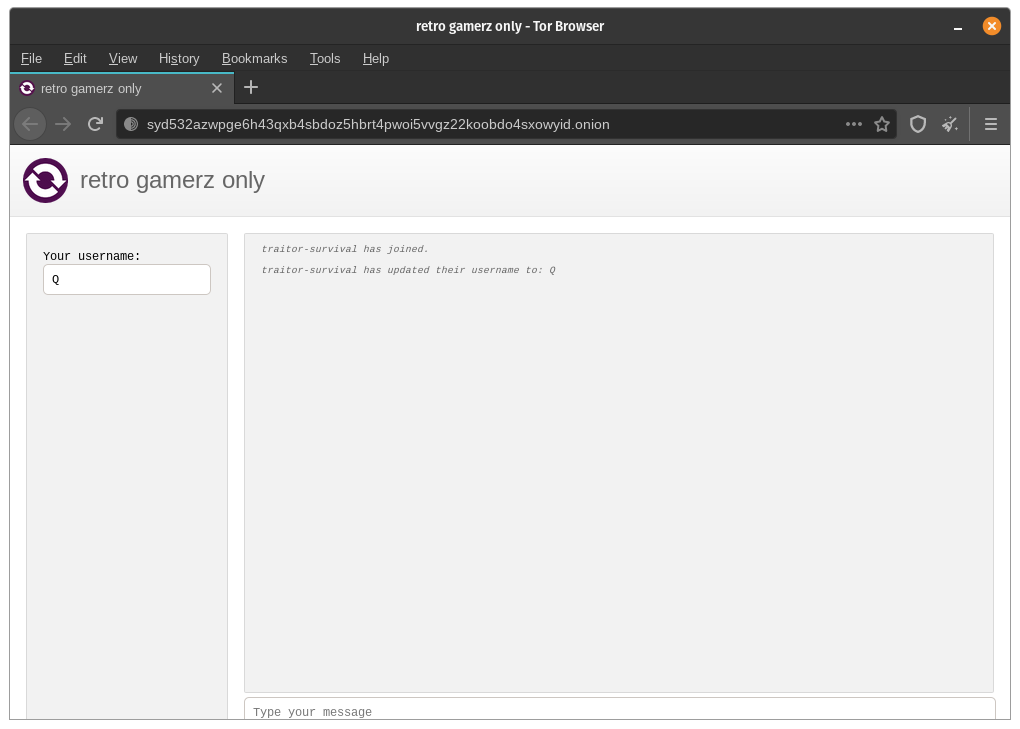 retro gamerz only - Tor Browser
File Edit View History Bookmarks Tools Help
retro gamerz only
syd532azwpge6h43qxb4sbdoz5hbrt4pwoi5vvgz22koobdo4sxowyid.onion
retro gamerz only
Your username:
Q
traitor-survival has joined.
traitor-survival has updated their username to: Q
Type your message